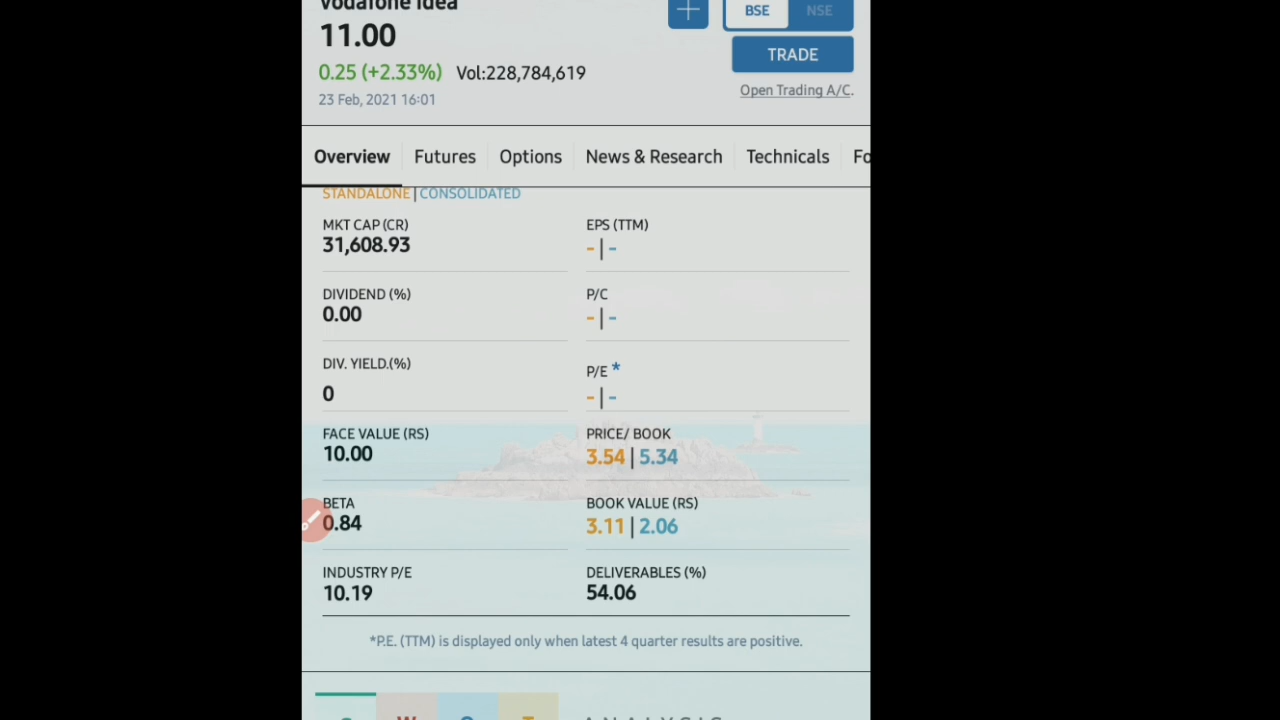 Vodafone Idea
11.00
BSE NSE
TRADE
0.25 (+2.33%) Vol:228,784,619
23 Feb, 2021 16:01
Open Trading A/C.
Overview Futures Options News & Research Technicals Fo
STANDALONE | CONSOLIDATED
MKT CAP (CR)
31,608.93
EPS (TTM)
- | -
DIVIDEND (%)
0.00
P/C
- | -
DIV. YIELD.(%)
0
P/E *
- | -
FACE VALUE (RS)
10.00
PRICE/ BOOK
3.54 | 5.34
BETA
0.84
BOOK VALUE (RS)
3.11 | 2.06
INDUSTRY P/E
10.19
DELIVERABLES (%)
54.06
*P.E. (TTM) is displayed only when latest 4 quarter results are positive.